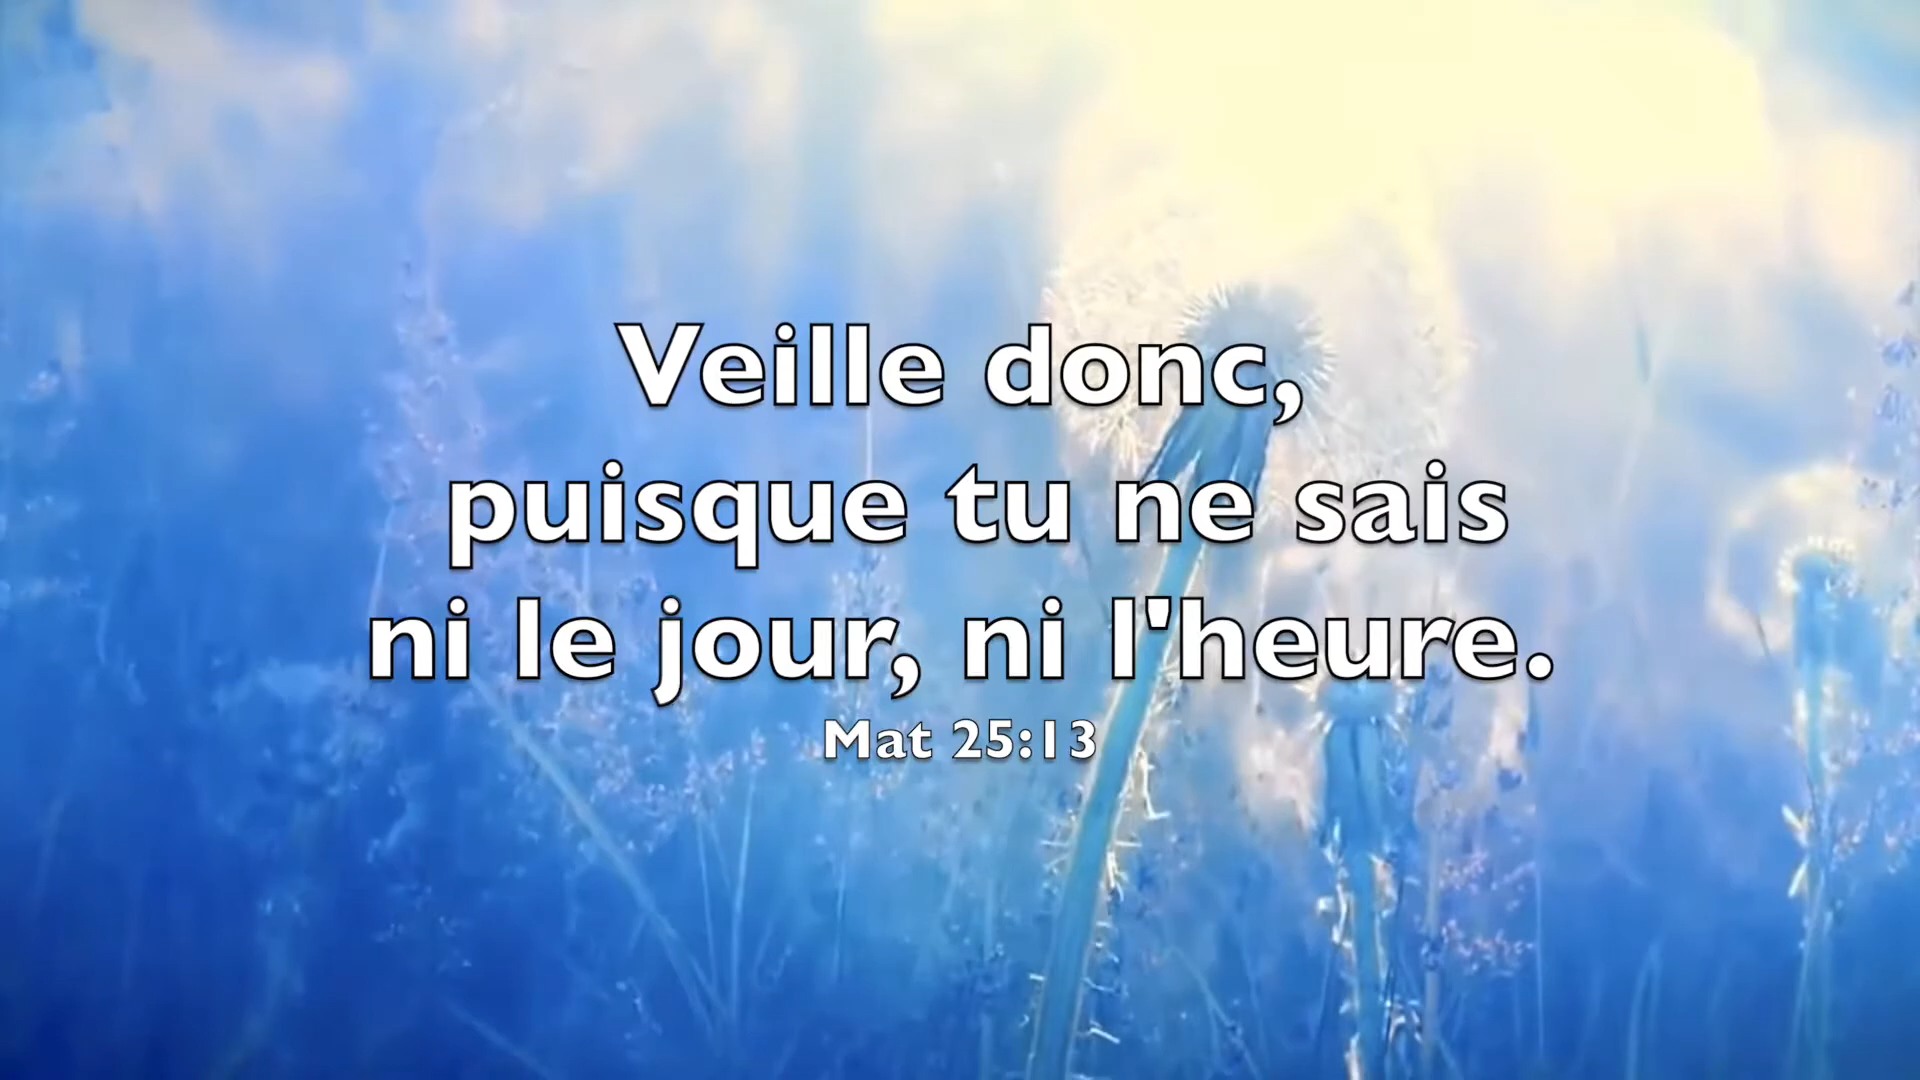 Veille donc,
puisque tu ne sais
ni le jour, ni l'heure.
Mat 25:13